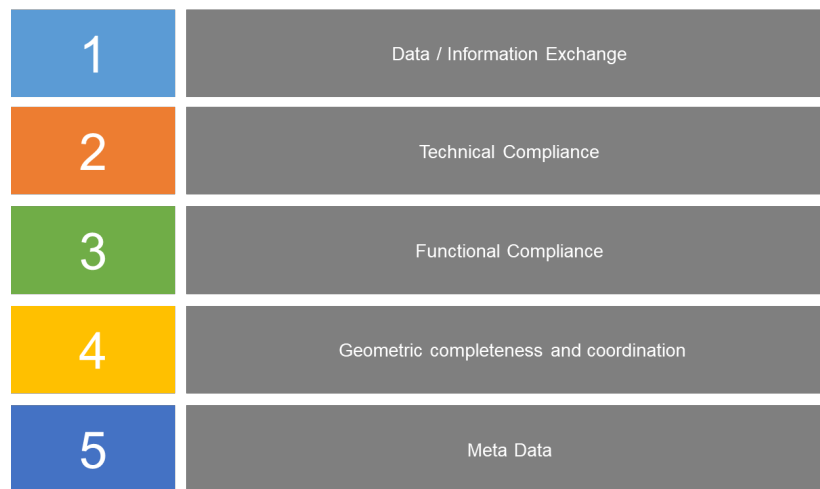 1
Data / Information Exchange
2
Technical Compliance
3
Functional Compliance
4
Geometric completeness and coordination
5
Meta Data